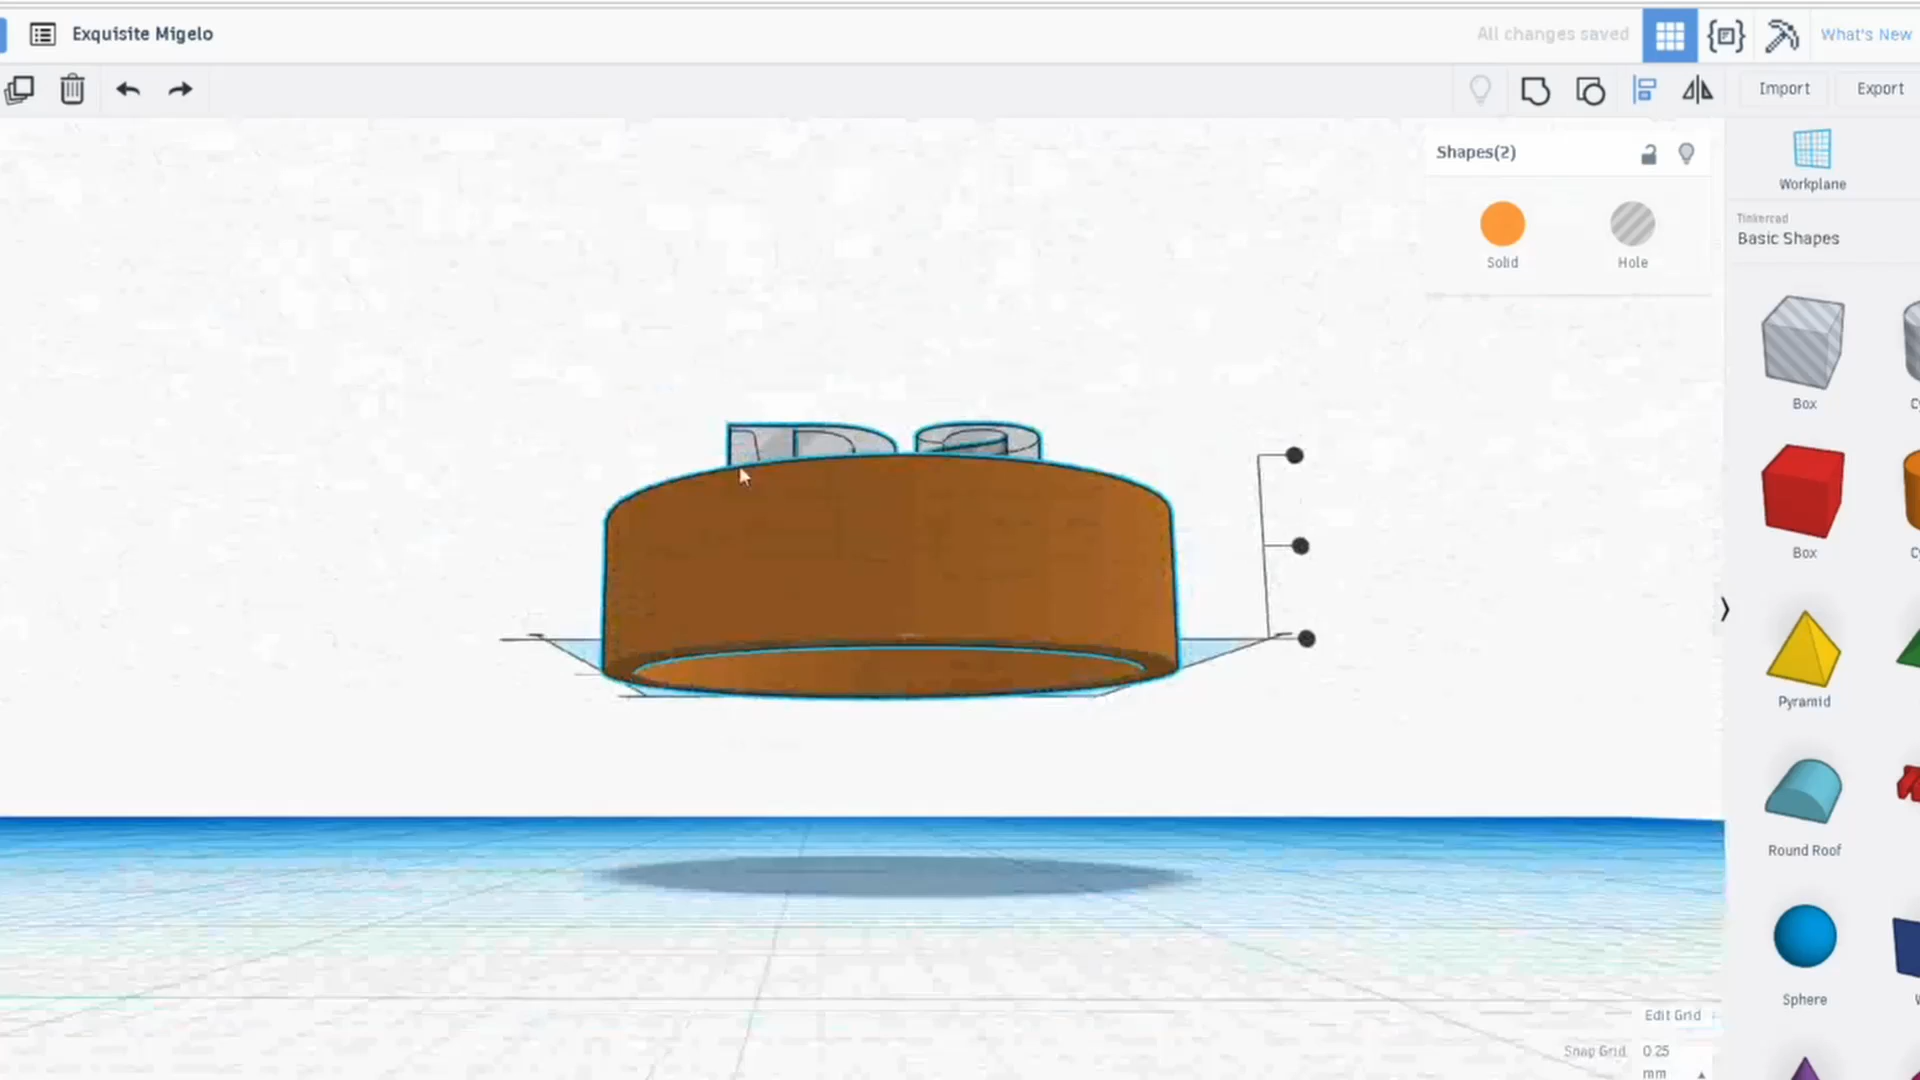 Exquisite Migelo
All changes saved
What's New
Import
Export
Shapes(2)
Solid
Hole
Workplane
Tinkercad
Basic Shapes
Box
Box
Pyramid
Round Roof
Sphere
Edit Grid
Snap Grid
0.25
mm